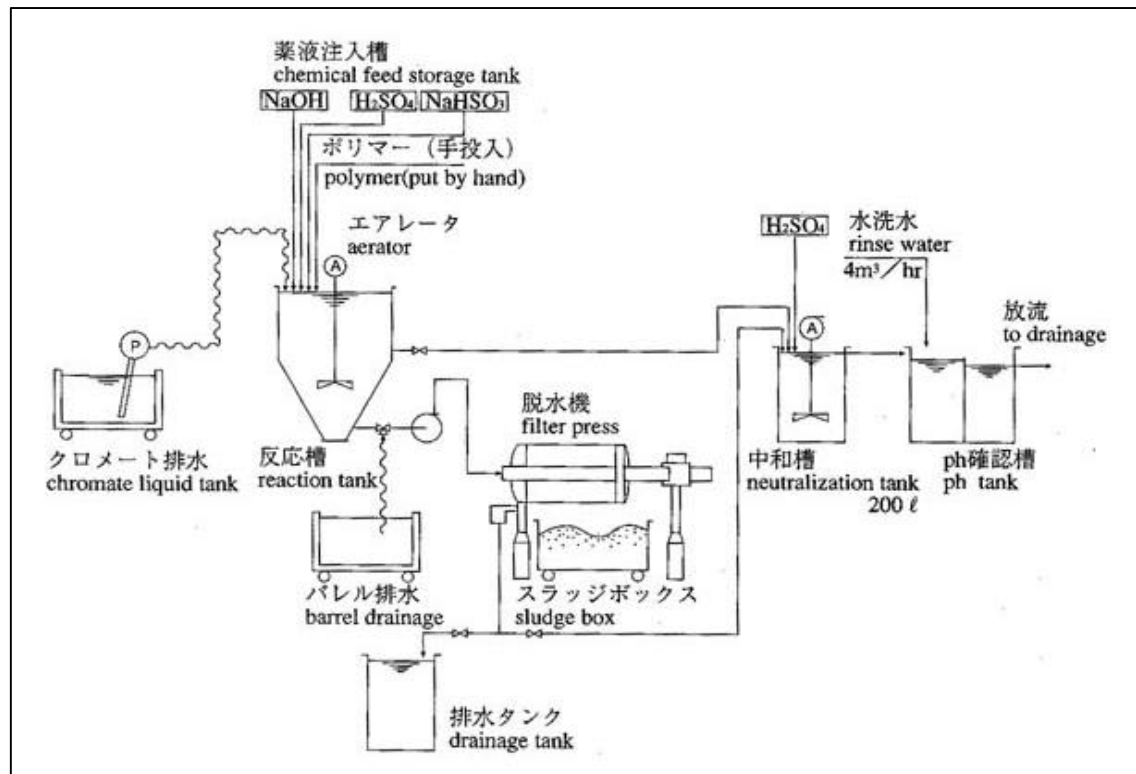 薬液注入槽
chemical feed storage tank
NaOH
H₂SO₄
NaHSO₃
ポリマー（手投入）
polymer(put by hand)
エアレータ
aerator
A
P
クロメート排水
chromate liquid tank
反応槽
reaction tank
バレル排水
barrel drainage
脱水機
filter press
スラッジボックス
sludge box
排水タンク
drainage tank
H₂SO₄
水洗水
rinse water
4m³／hr
A
放流
to drainage
中和槽
neutralization tank
200 ℓ
ph確認槽
ph tank